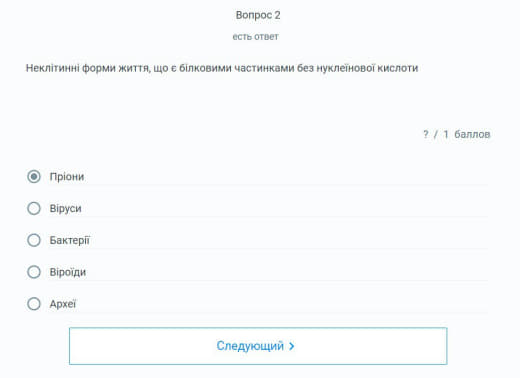 Вопрос 2
есть ответ
Неклітинні форми життя, що є білковими частинками без нуклеїнової кислоти
? / 1 баллов
Пріони
Віруси
Бактерії
Віроїди
Археї
Следующий